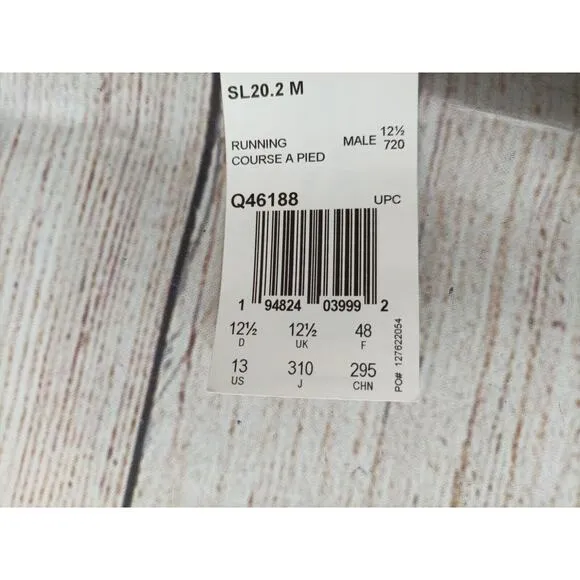 SL20.2 M
RUNNING MALE 12½
COURSE A PIED 720
Q46188 UPC
1 94824 03999 2
12½ 12½ 48
D UK F
13 310 295
US J CHN
PO# 127622054